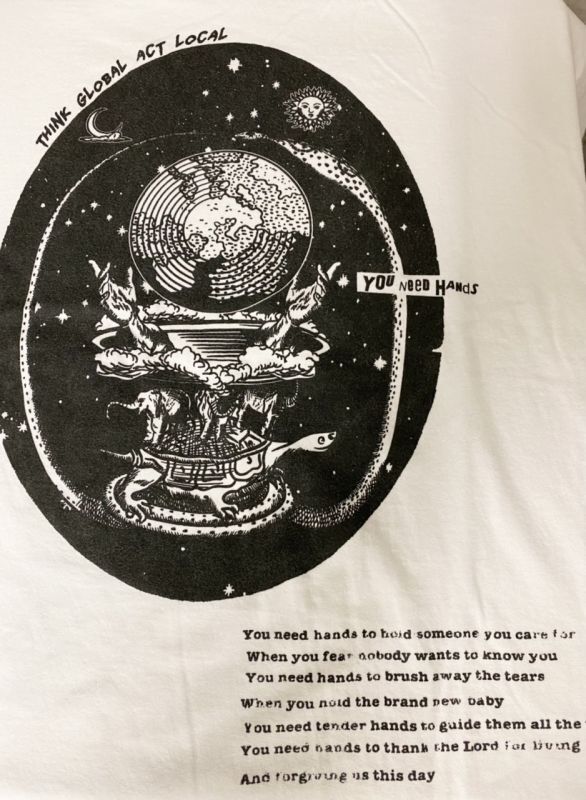 THINK GLOBAL ACT LOCAL
YOU NEED HANDS
You need hands to hold someone you care for
When you fear nobody wants to know you
You need hands to brush away the tears
When you hold the brand new baby
You need tender hands to guide them all the
You need hands to thank the Lord for living
And forgiving us this day